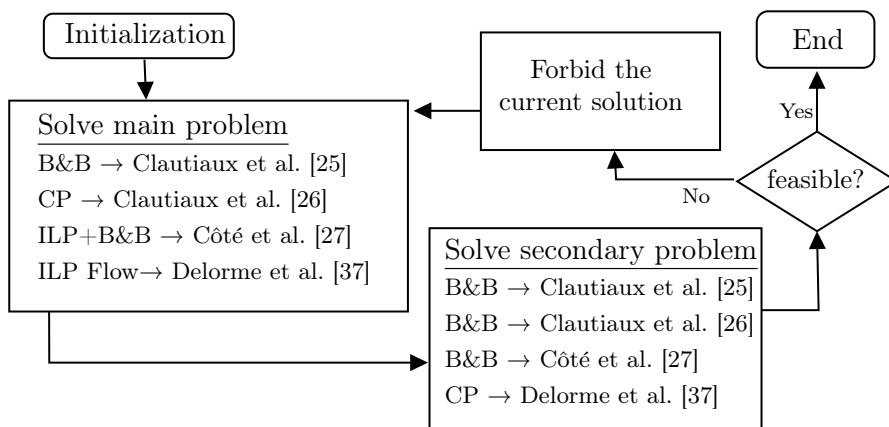 Initialization
Solve main problem
B&B → Clautiaux et al. [25]
CP → Clautiaux et al. [26]
ILP+B&B → Côté et al. [27]
ILP Flow→ Delorme et al. [37]
Solve secondary problem
B&B → Clautiaux et al. [25]
B&B → Clautiaux et al. [26]
B&B → Côté et al. [27]
CP → Delorme et al. [37]
feasible?
No
Forbid the
current solution
Yes
End